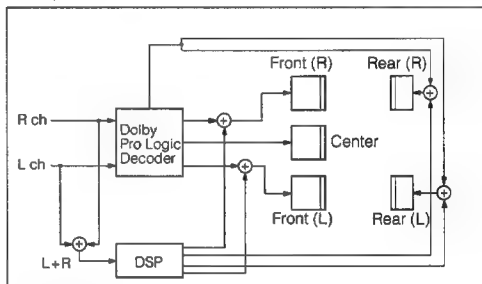 Front (R)
Rear (R)
R ch
Dolby
Pro Logic
Decoder
Center
L ch
Front (L)
Rear (L)
L+R
DSP